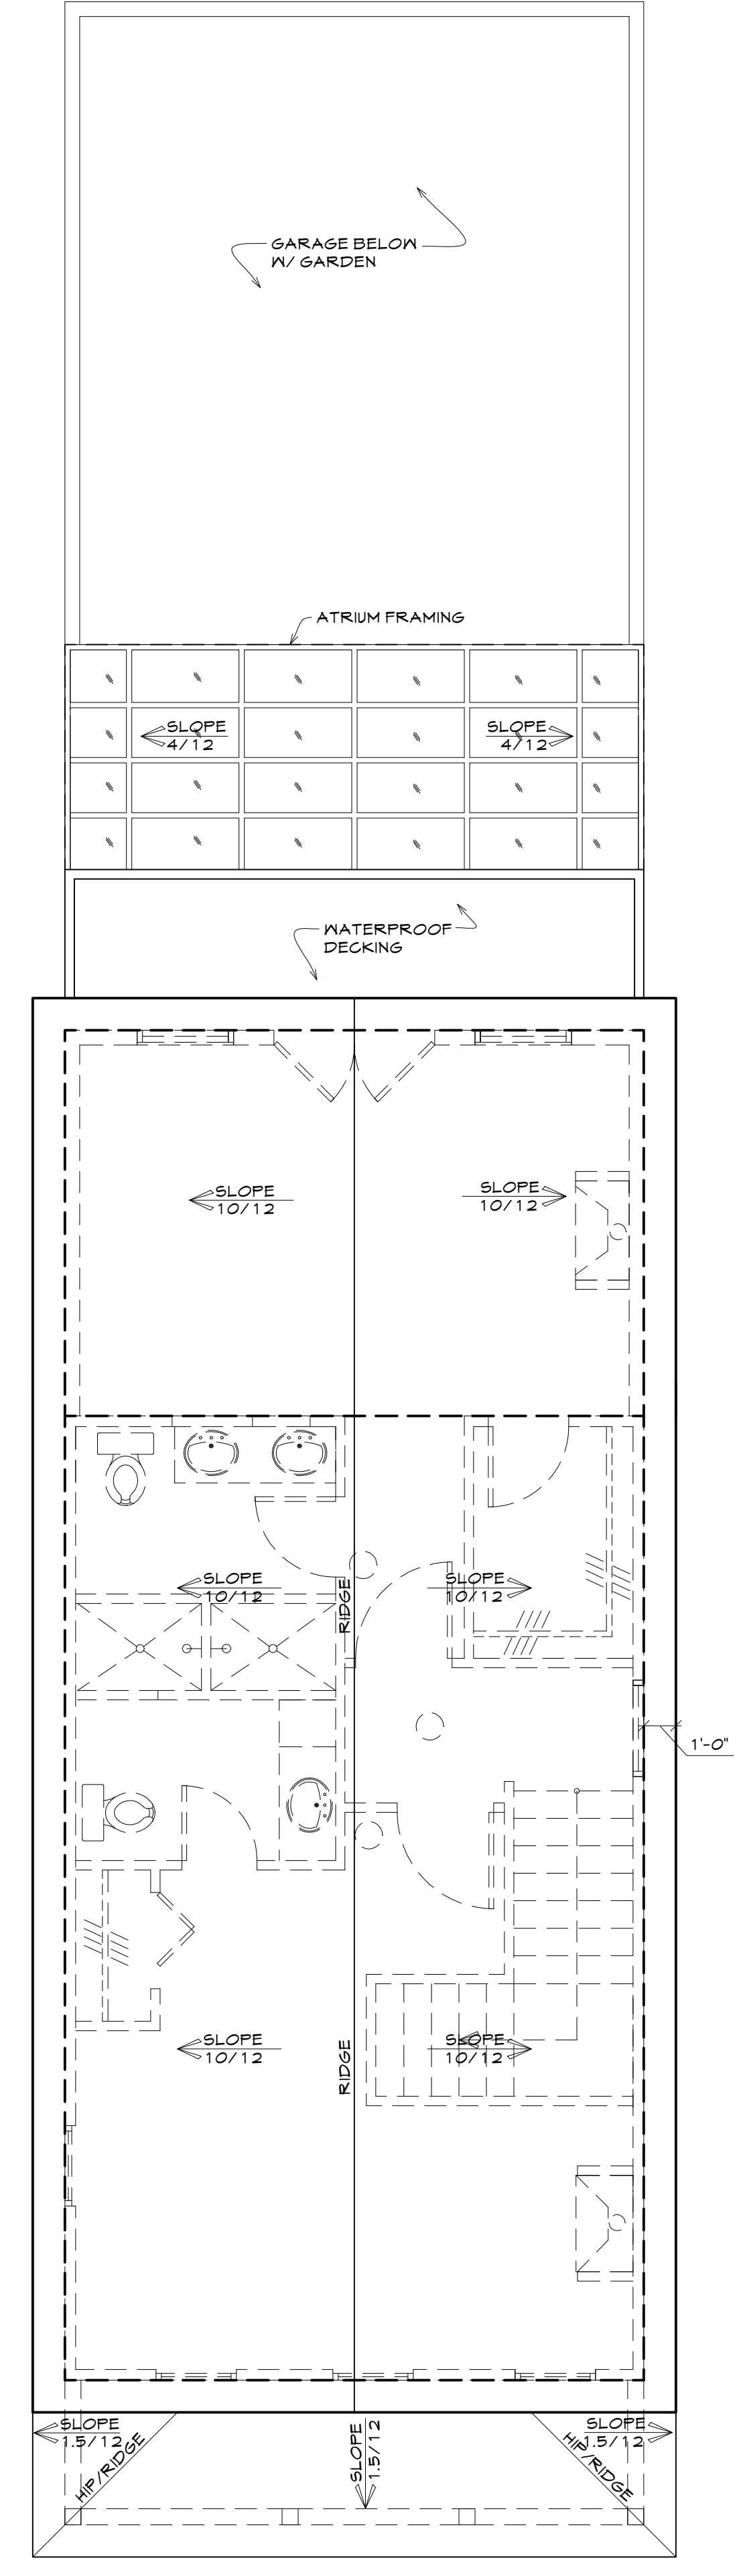 GARAGE BELOW
W/ GARDEN
ATRIUM FRAMING
SLOPE
4/12
SLOPE
4/12
WATERPROOF
DECKING
SLOPE
10/12
SLOPE
10/12
SLOPE
10/12
RIDGE
SLOPE
10/12
1'-0"
SLOPE
10/12
RIDGE
SLOPE
10/12
SLOPE
1.5/12
HIP/RIDGE
SLOPE
1.5/12
HIP/RIDGE
SLOPE
1.5/12